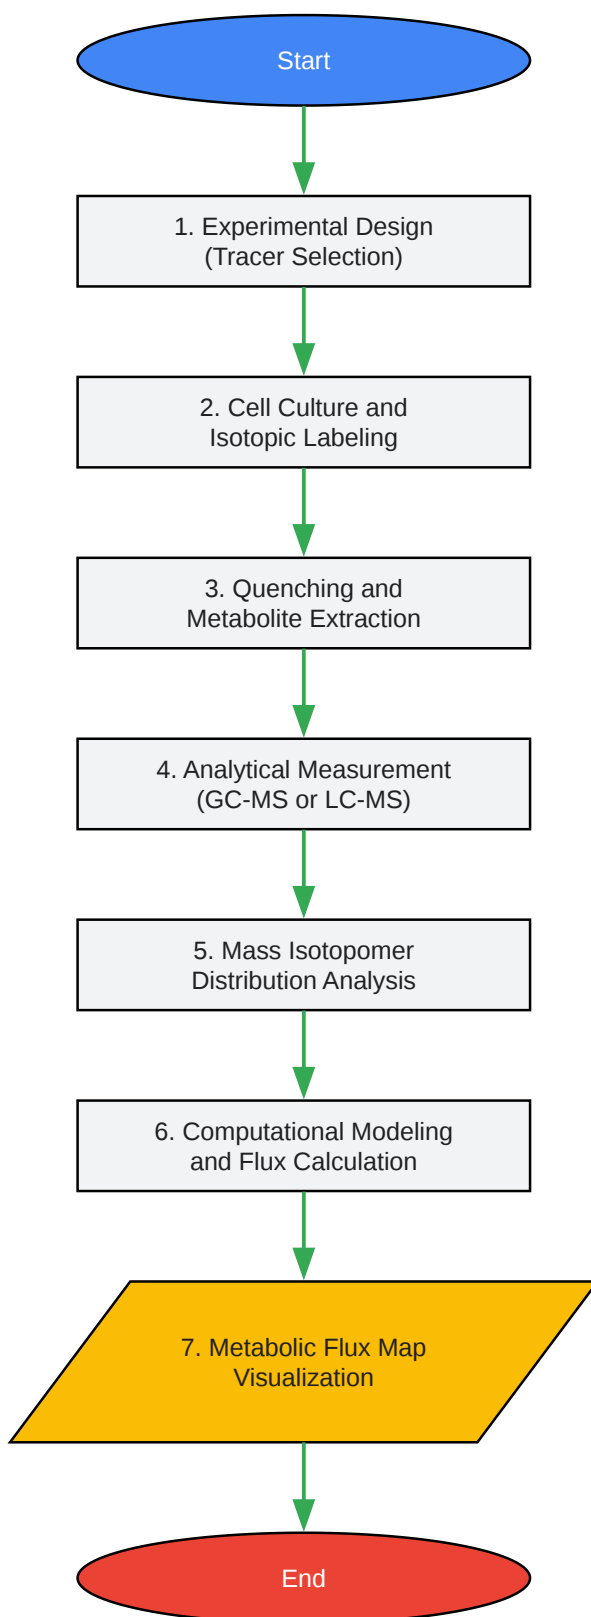 Start
1. Experimental Design
(Tracer Selection)
2. Cell Culture and
Isotopic Labeling
3. Quenching and
Metabolite Extraction
4. Analytical Measurement
(GC-MS or LC-MS)
5. Mass Isotopomer
Distribution Analysis
6. Computational Modeling
and Flux Calculation
7. Metabolic Flux Map
Visualization
End